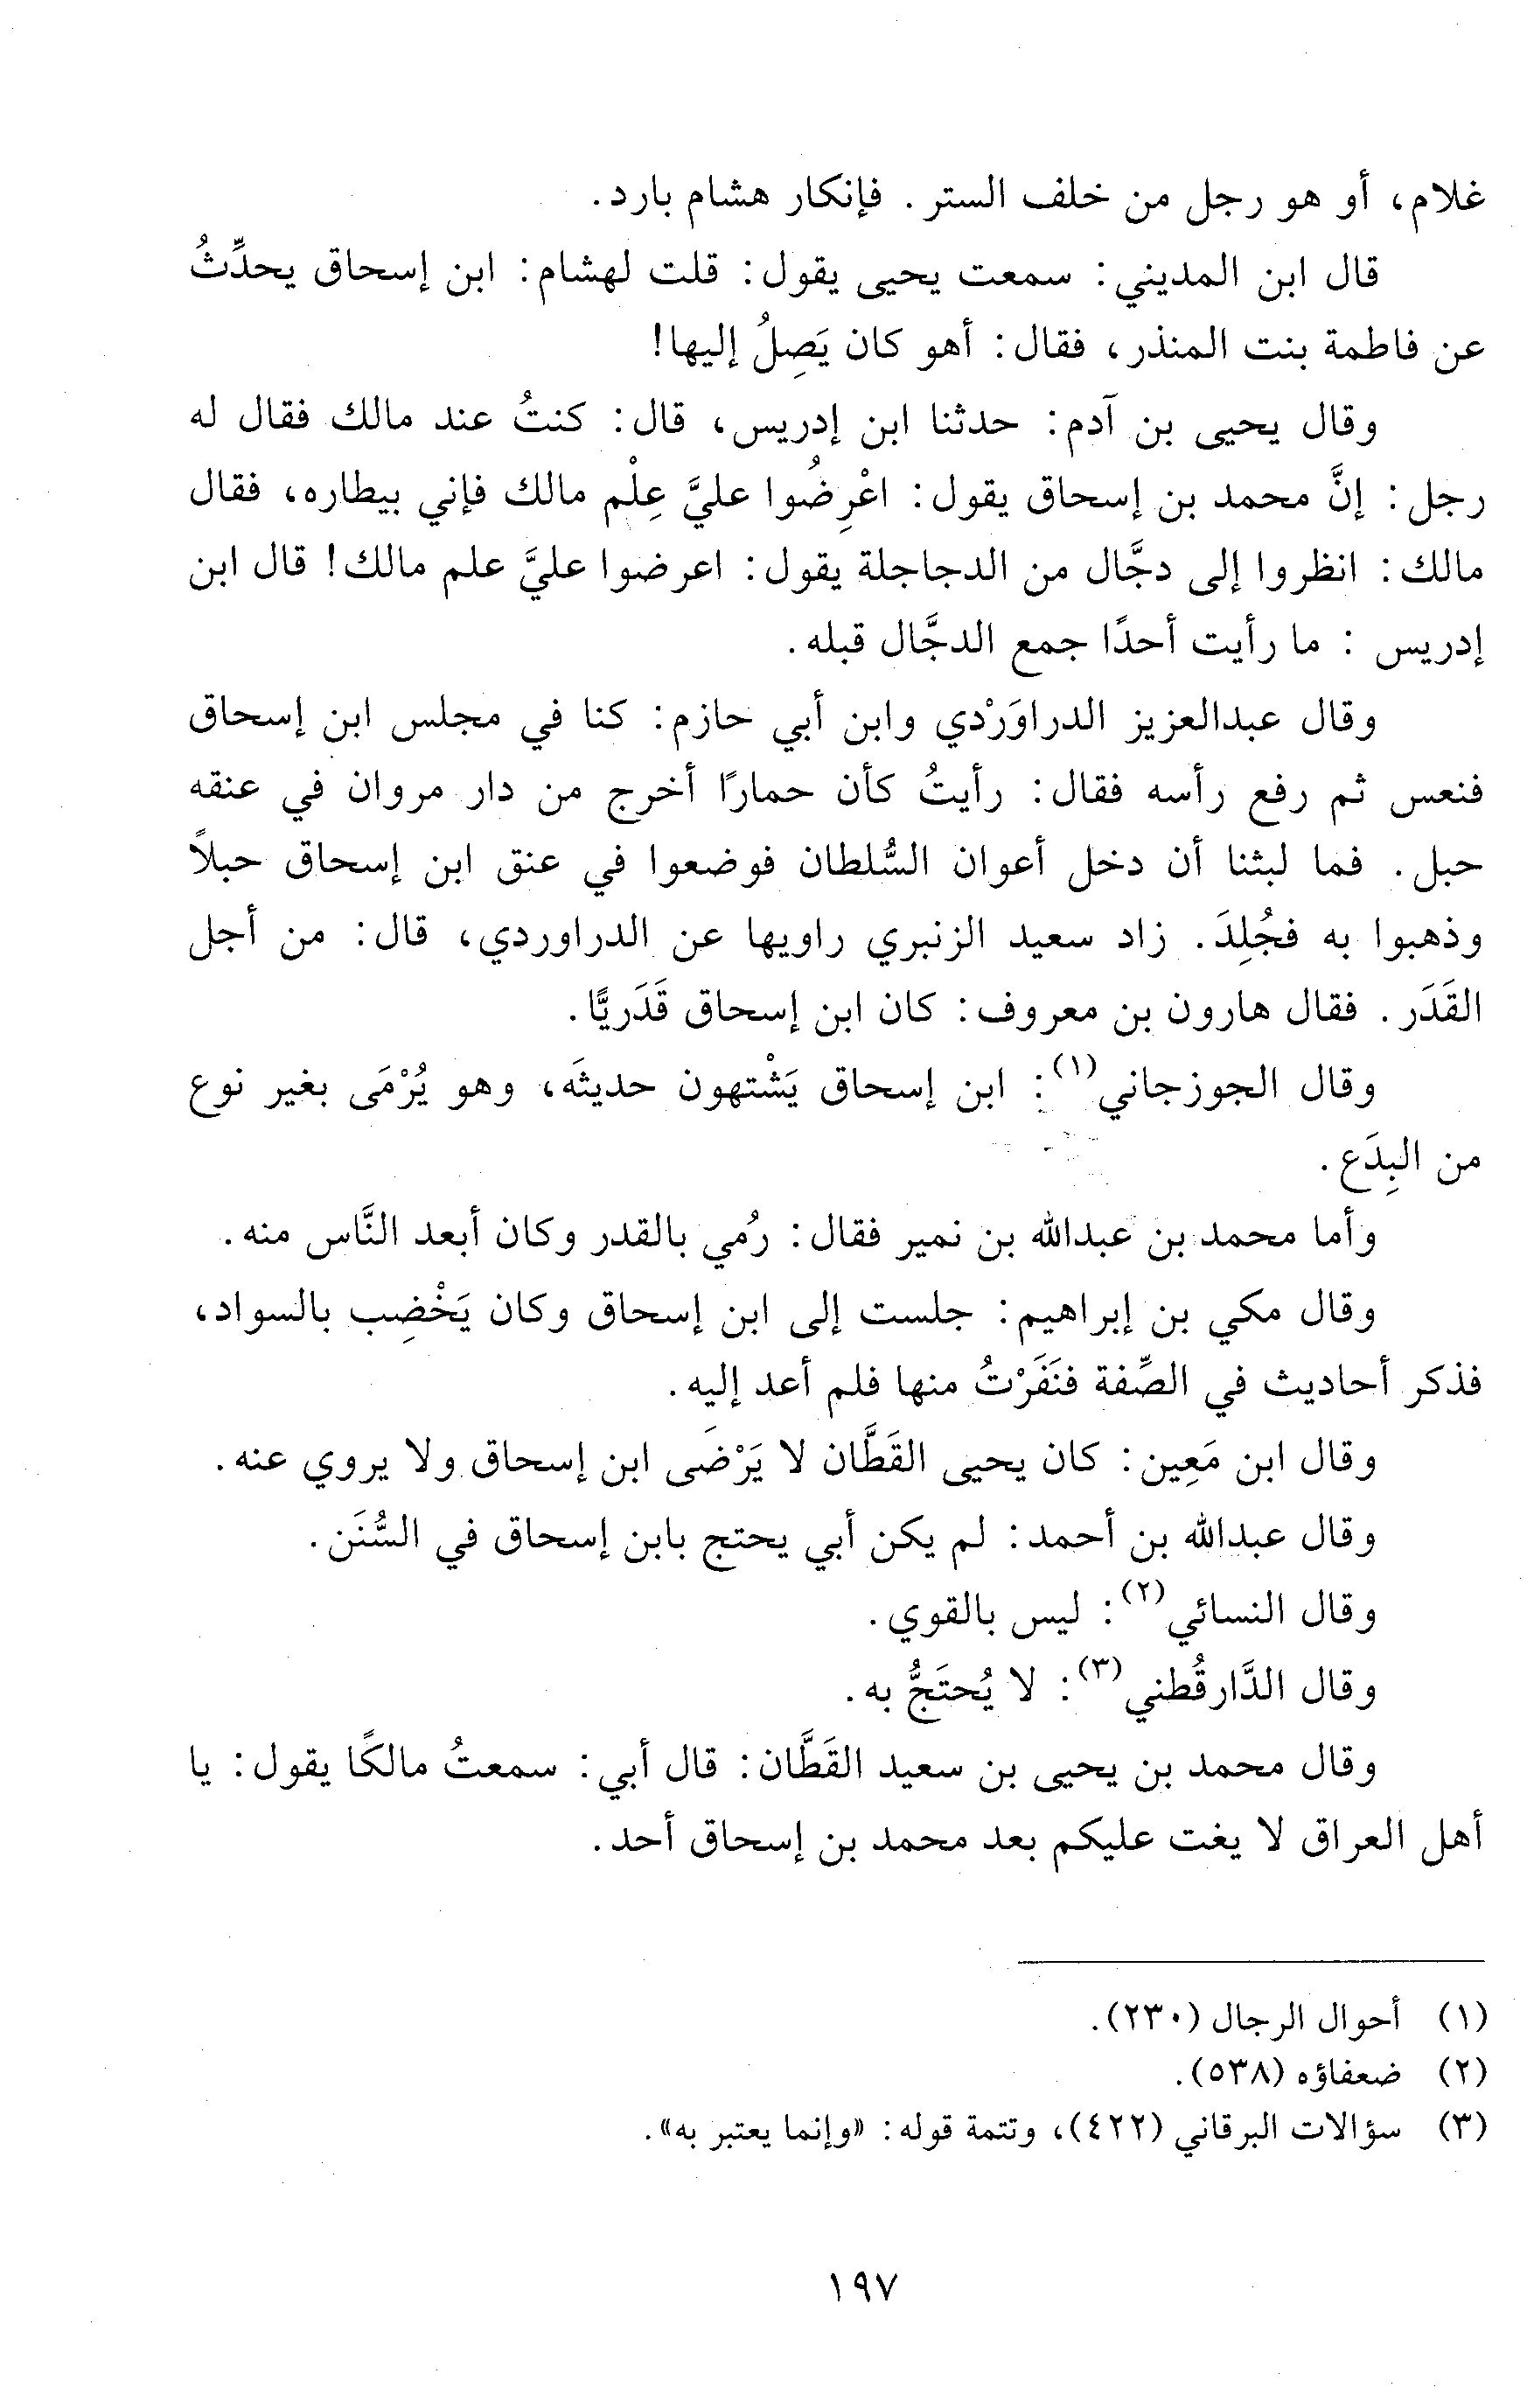 غلام، أو هو رجل من خلف الستر. فإنكار هشام بارد.
قال ابن المديني: سمعت يحيى يقول: قلت لهشام: ابن إسحاق يحدِّثُ
عن فاطمة بنت المنذر، فقال: أهو كان يَصِلُ إليها!
وقال يحيى بن آدم: حدثنا ابن إدريس، قال: كنتُ عند مالك فقال له
رجل: إنَّ محمد بن إسحاق يقول: اعْرِضُوا عليَّ عِلْم مالك فإني بيطاره، فقال
مالك: انظروا إلى دجَّال من الدجاجلة يقول: اعرضوا عليَّ علم مالك! قال ابن
إدريس: ما رأيت أحدًا جمع الدجَّال قبله.
وقال عبدالعزيز الدراوَرْدي وابن أبي حازم: كنا في مجلس ابن إسحاق
فنعس ثم رفع رأسه فقال: رأيتُ كأن حمارًا أخرج من دار مروان في عنقه
حبل. فما لبثنا أن دخل أعوان السُّلطان فوضعوا في عنق ابن إسحاق حبلاً
وذهبوا به فجُلِدَ. زاد سعيد الزنبري راويها عن الدراوردي، قال: من أجل
القَدَر. فقال هارون بن معروف: كان ابن إسحاق قَدَريًّا.
وقال الجوزجاني(١): ابن إسحاق يَشْتهون حديثَه، وهو يُرْمَى بغير نوع
من البِدَع.
وأما محمد بن عبدالله بن نمير فقال: رُمي بالقدر وكان أبعد النَّاس منه.
وقال مكي بن إبراهيم: جلست إلى ابن إسحاق وكان يَخْضِب بالسواد،
فذكر أحاديث في الصِّفة فنَفَرْتُ منها فلم أعد إليه.
وقال ابن مَعِين: كان يحيى القَطَّان لا يَرْضَى ابن إسحاق ولا يروي عنه.
وقال عبدالله بن أحمد: لم يكن أبي يحتج بابن إسحاق في السُّنَن.
وقال النسائي(٢): ليس بالقوي.
وقال الدَّارقُطني(٣): لا يُحتَجُّ به.
وقال محمد بن يحيى بن سعيد القَطَّان: قال أبي: سمعتُ مالكًا يقول: يا
أهل العراق لا يغت عليكم بعد محمد بن إسحاق أحد.
(١) أحوال الرجال (٢٣٠).
(٢) ضعفاؤه (٥٣٨).
(٣) سؤالات البرقاني (٤٢٢)، وتتمة قوله: «وإنما يعتبر به».
١٩٧